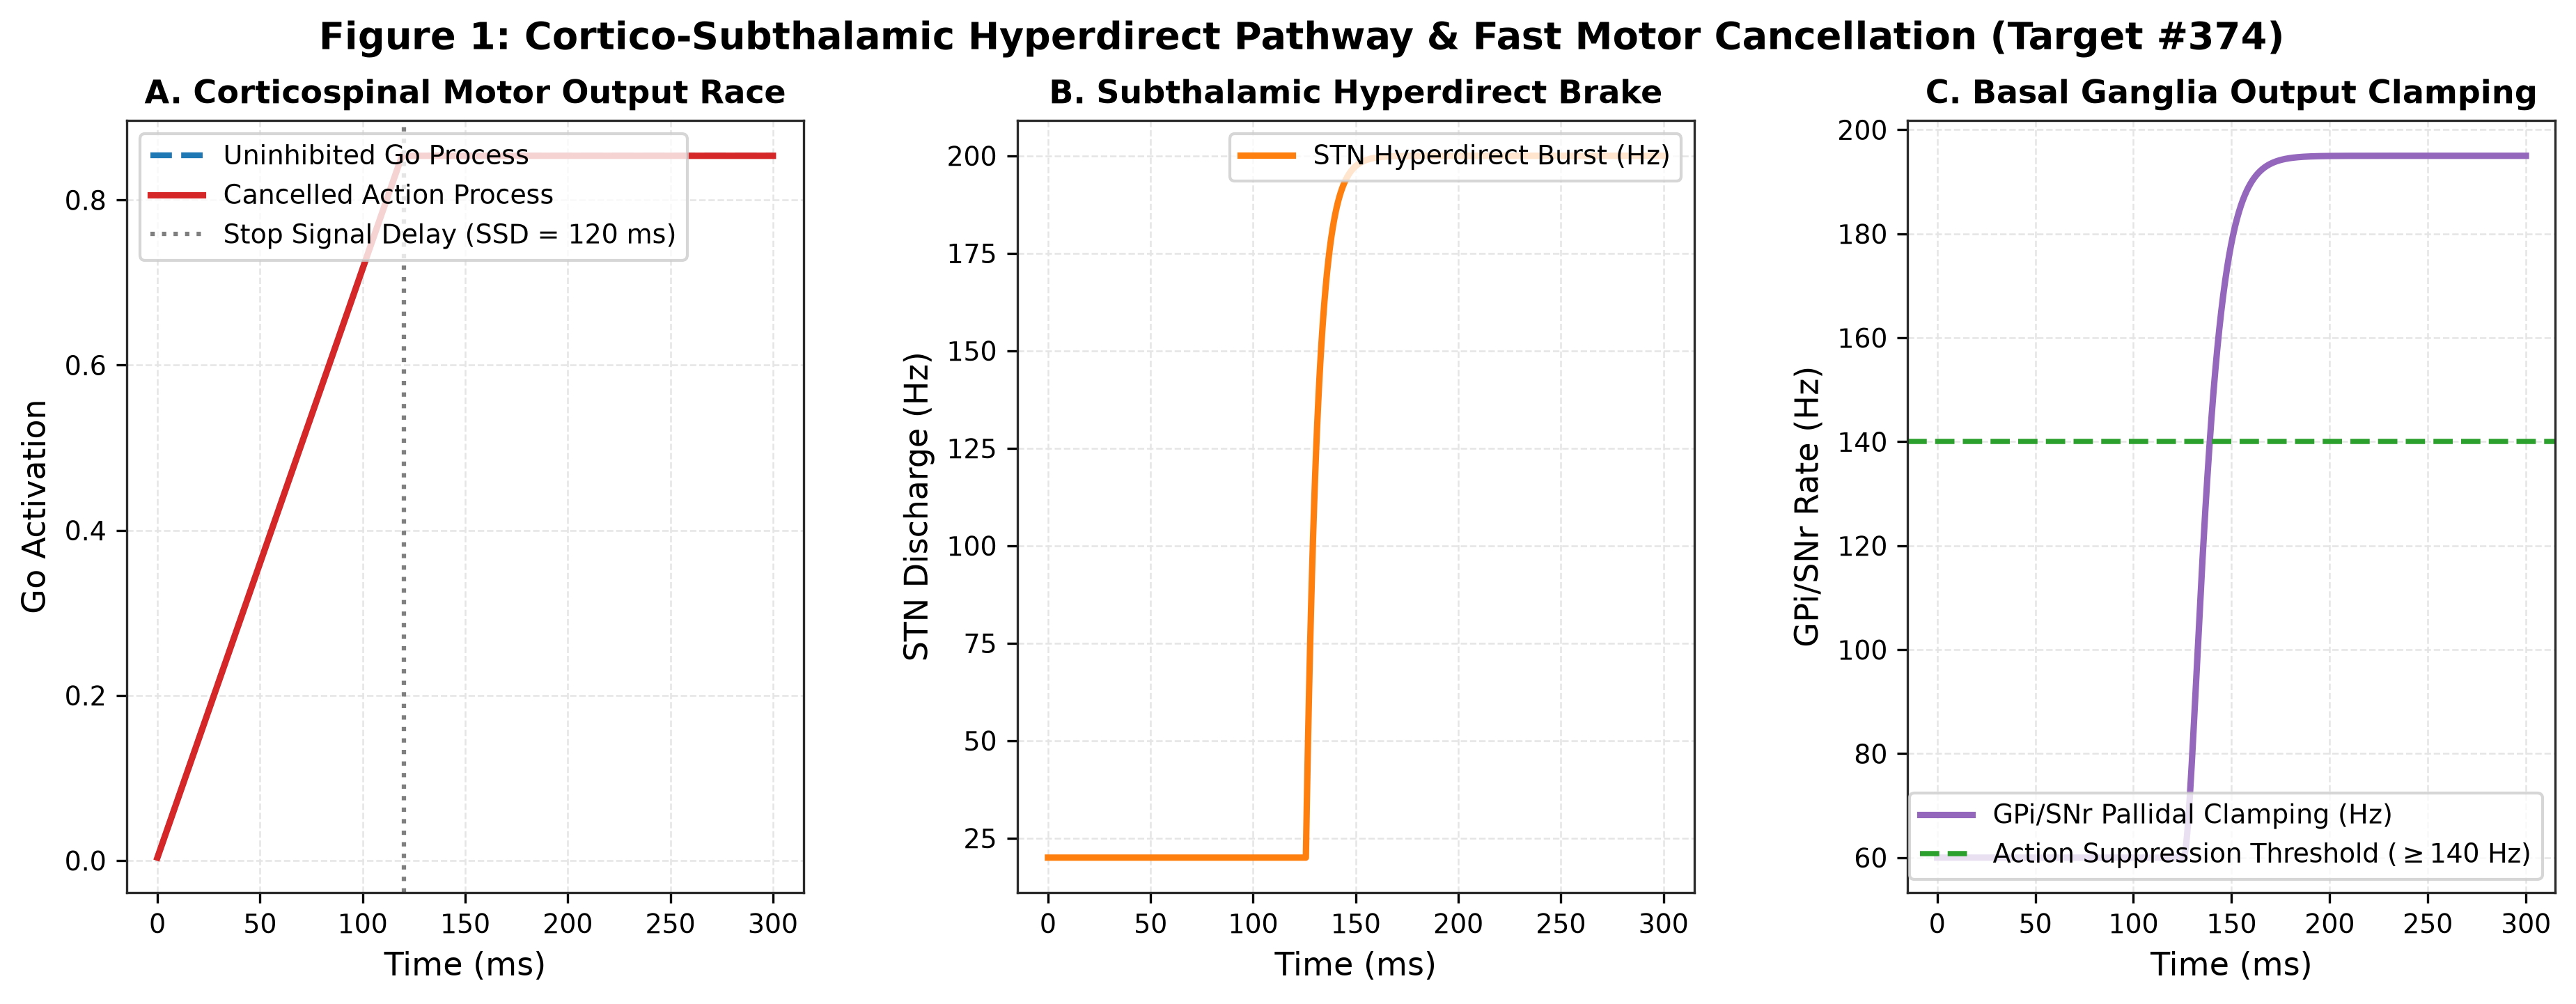 Figure 1: Cortico-Subthalamic Hyperdirect Pathway & Fast Motor Cancellation (Target #374)
A. Corticospinal Motor Output Race
Uninhibited Go Process
Cancelled Action Process
Stop Signal Delay (SSD = 120 ms)
Go Activation
0.8
0.6
0.4
0.2
0.0
0 50 100 150 200 250 300
Time (ms)
B. Subthalamic Hyperdirect Brake
STN Hyperdirect Burst (Hz)
STN Discharge (Hz)
200
175
150
125
100
75
50
25
0 50 100 150 200 250 300
Time (ms)
C. Basal Ganglia Output Clamping
GPi/SNr Rate (Hz)
200
180
160
140
120
100
80
60
GPi/SNr Pallidal Clamping (Hz)
Action Suppression Threshold (≥140 Hz)
0 50 100 150 200 250 300
Time (ms)